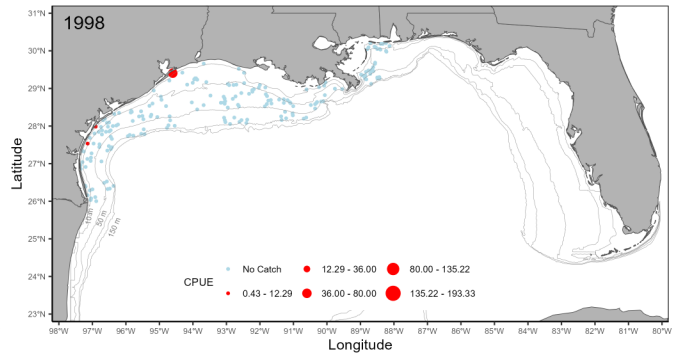 1998
31°N
30°N
29°N
28°N
27°N
26°N
25°N
24°N
23°N
Latitude
10 m
50 m
150 m
CPUE
No Catch
12.29 - 36.00
80.00 - 135.22
0.43 - 12.29
36.00 - 80.00
135.22 - 193.33
98°W 97°W 96°W 95°W 94°W 93°W 92°W 91°W 90°W 89°W 88°W 87°W 86°W 85°W 84°W 83°W 82°W 81°W 80°W
Longitude